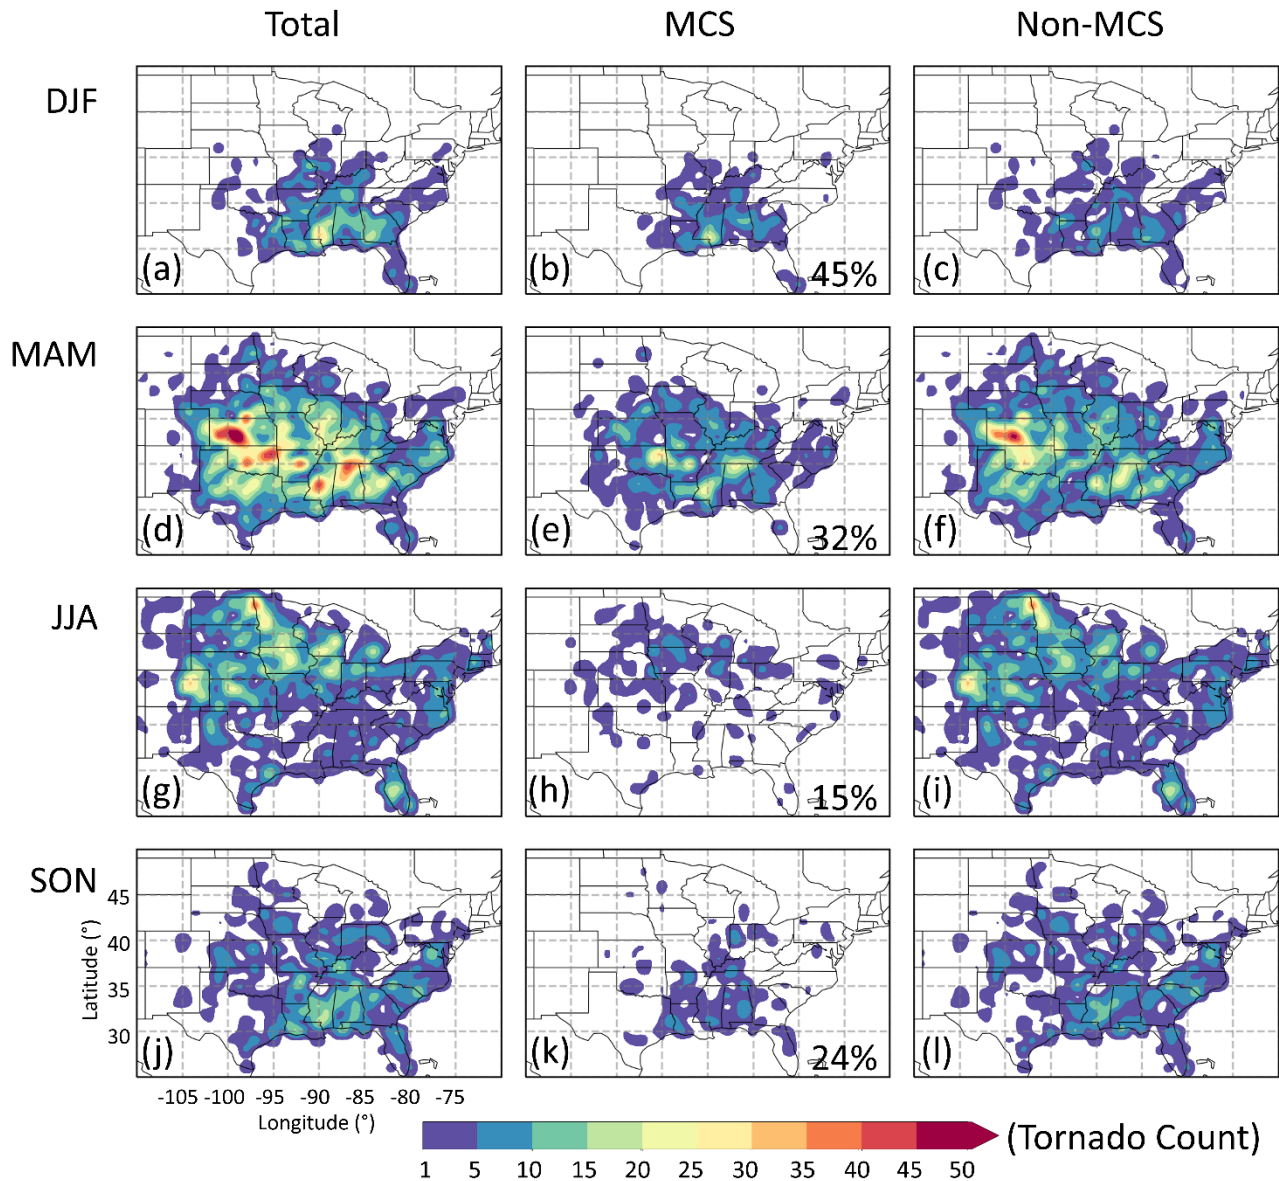 Total MCS Non-MCS
DJF
(a) (b) 45% (c)
MAM
(d) (e) 32% (f)
JJA
(g) (h) 15% (i)
SON
45
40
35
30
Latitude (°)
(j) (k) 24% (l)
-105 -100 -95 -90 -85 -80 -75
Longitude (°)
(Tornado Count)
1 5 10 15 20 25 30 35 40 45 50